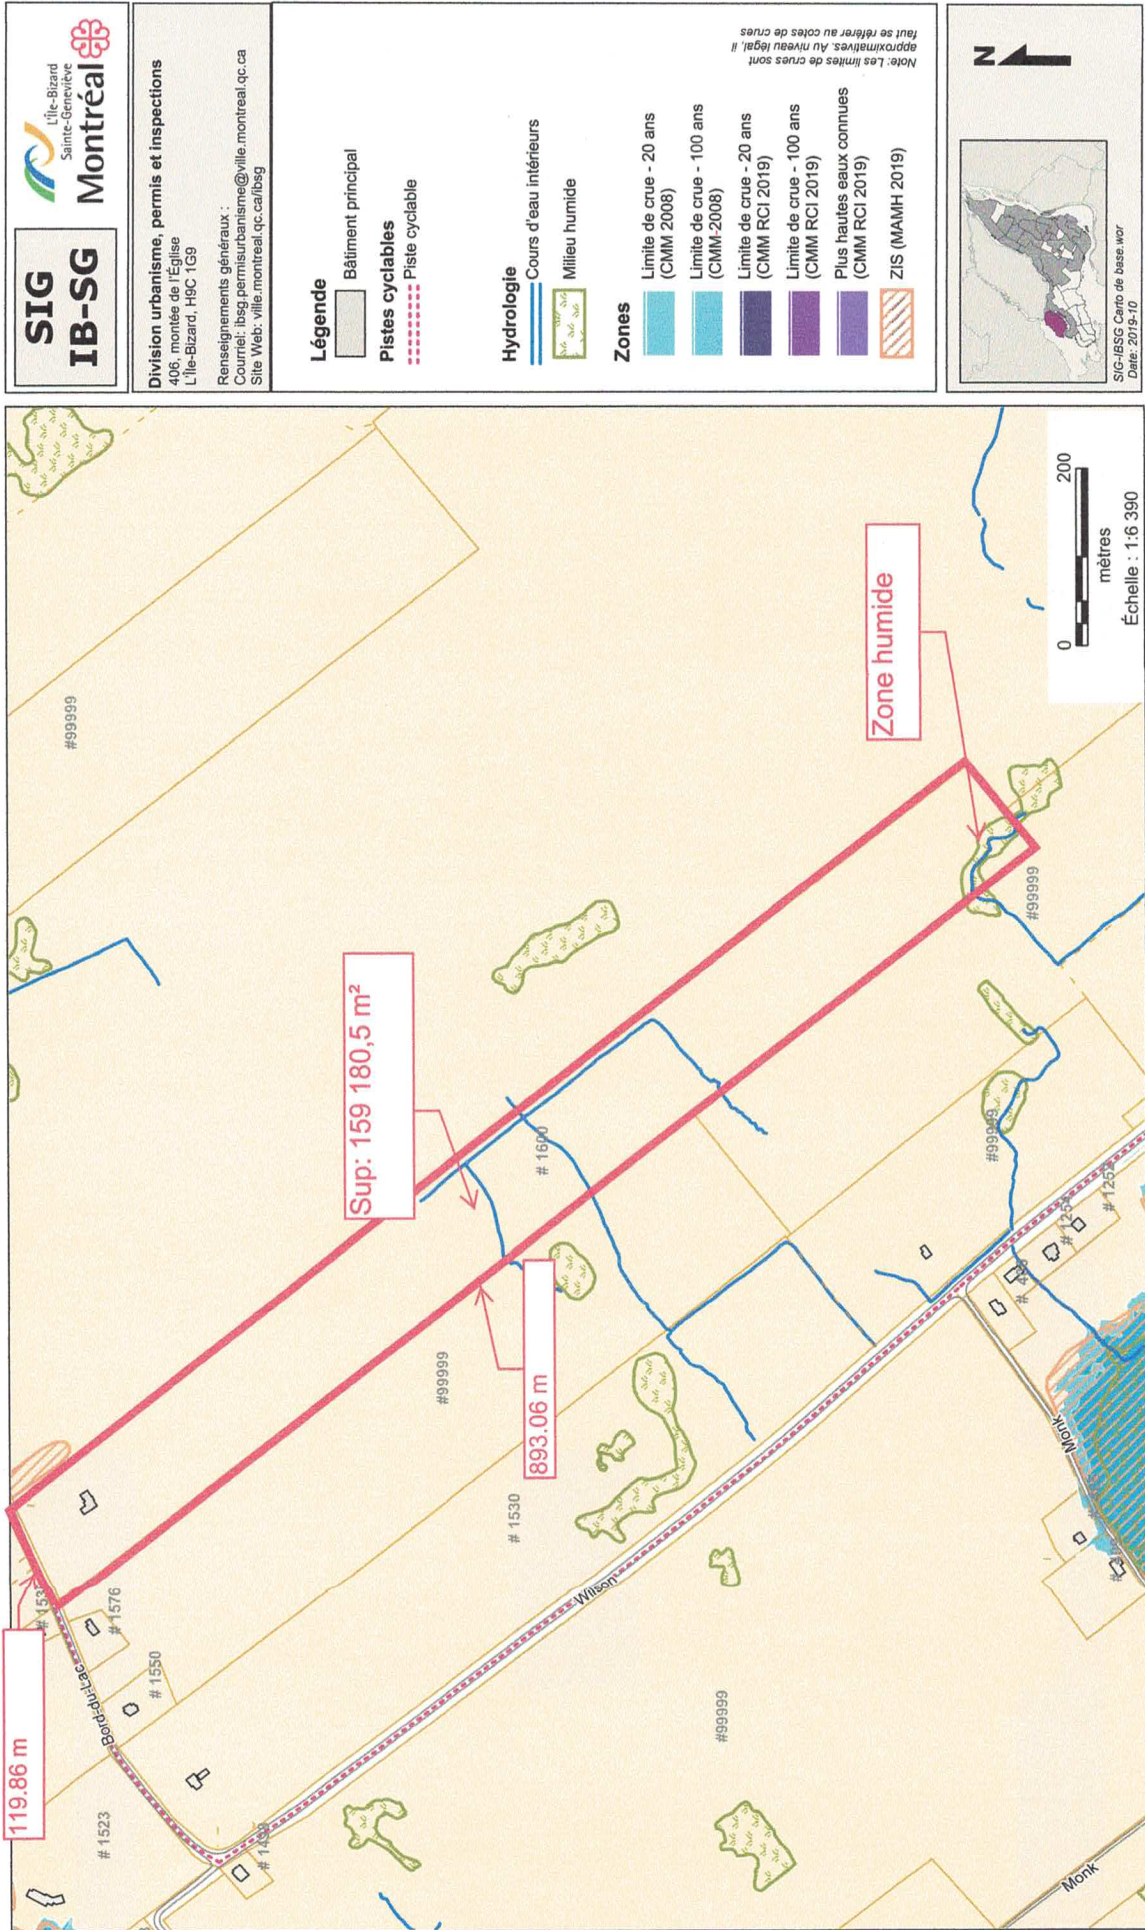 SIG
IB-SG
L'Île-Bizard
Sainte-Geneviève
Montréal
Division urbanisme, permis et inspections
406, montée de l'Église
L'Île-Bizard, H9C 1G9
Renseignements généraux :
Courriel: ibsg.permisurbanisme@ville.montreal.qc.ca
Site Web: ville.montreal.qc.ca/ibsg
Légende
Bâtiment principal
Pistes cyclables
Piste cyclable
Hydrologie
Cours d'eau intérieurs
Milieu humide
Zones
Limite de crue - 20 ans
(CMM 2008)
Limite de crue - 100 ans
(CMM-2008)
Limite de crue - 20 ans
(CMM RCI 2019)
Limite de crue - 100 ans
(CMM RCI 2019)
Plus hautes eaux connues
(CMM RCI 2019)
ZIS (MAMH 2019)
Note: Les limites de crues sont
approximatives. Au niveau légal, il
faut se référer au cotes de crues
N
SIG-IBSG Carto de base.wor
Date: 2019-10
119.86 m
# 1523
Bord-du-Lac
# 1576
# 1550
# 1530
Wilson
#99999
893.06 m
#99999
Sup: 159 180,5 m²
# 1600
#99999
Zone humide
#99999
#99999
# 1254
# 1252
Monk
Monk
0
200
mètres
Échelle : 1:6 390